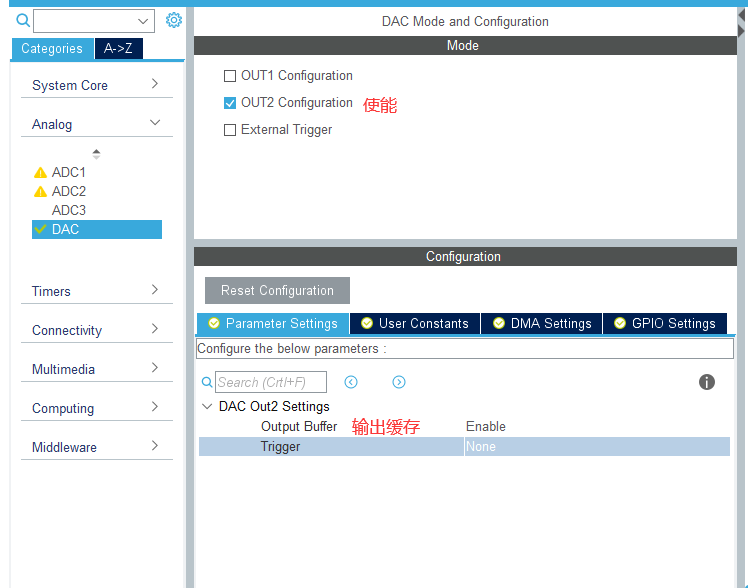 DAC Mode and Configuration
Categories
A->Z
Mode
System Core
OUT1 Configuration
OUT2 Configuration 使能
External Trigger
Analog
ADC1
ADC2
ADC3
DAC
Timers
Connectivity
Multimedia
Computing
Middleware
Configuration
Reset Configuration
Parameter Settings
User Constants
DMA Settings
GPIO Settings
Configure the below parameters :
Search (Crtl+F)
DAC Out2 Settings
Output Buffer 输出缓存 Enable
Trigger None